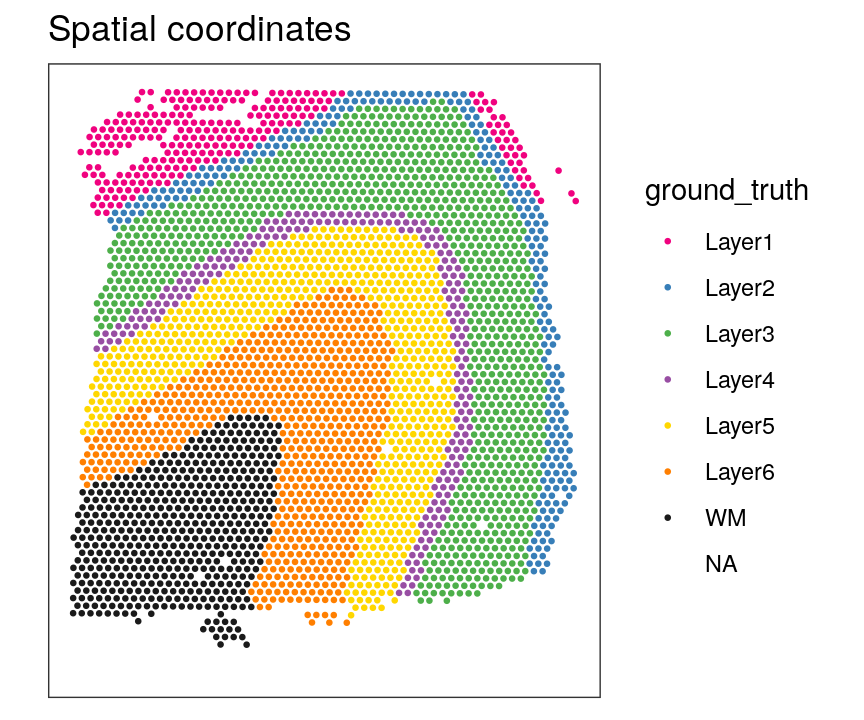 Spatial coordinates
ground_truth
Layer1
Layer2
Layer3
Layer4
Layer5
Layer6
WM
NA